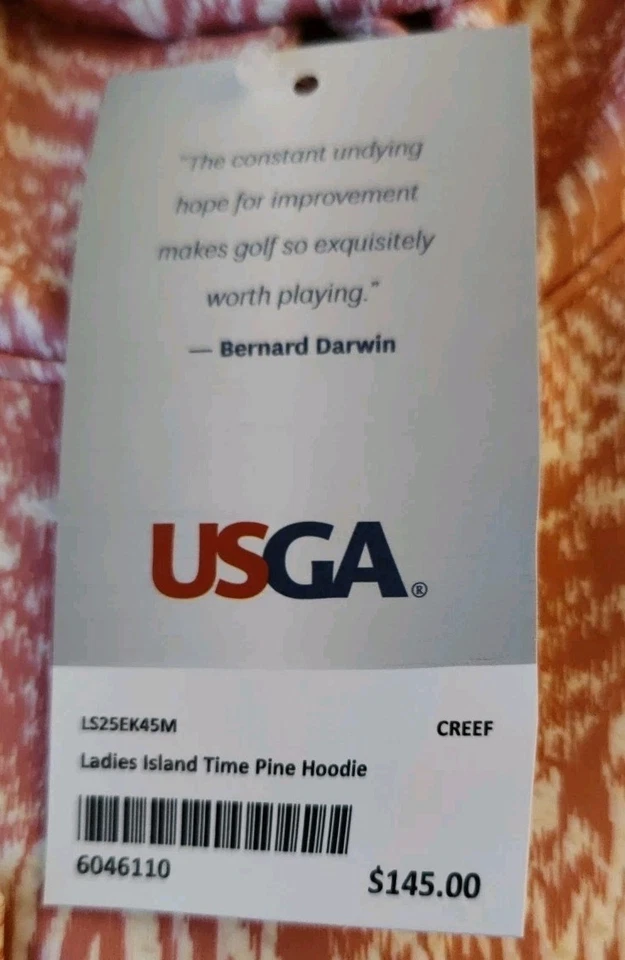 "The constant undying
hope for improvement
makes golf so exquisitely
worth playing."
— Bernard Darwin
USGA®
LS25EK45M CREEF
Ladies Island Time Pine Hoodie
6046110
$145.00